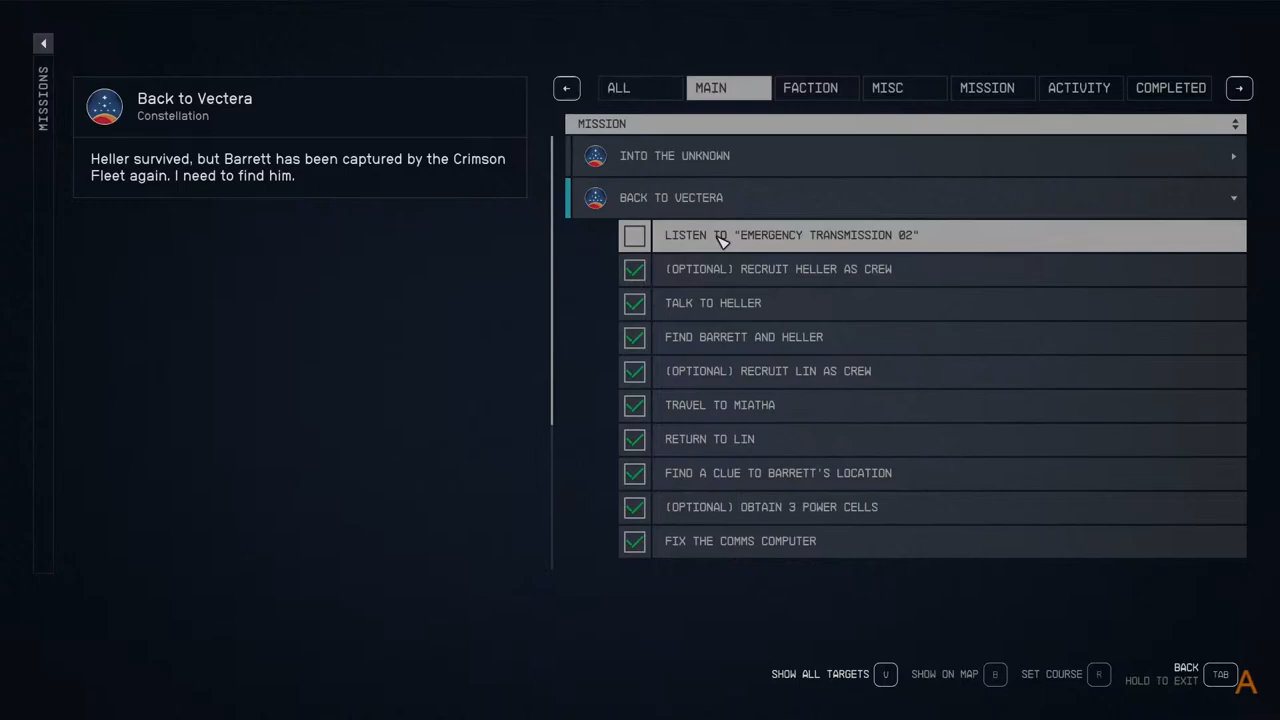 MISSIONS
Back to Vectera
Constellation
Heller survived, but Barrett has been captured by the Crimson
Fleet again. I need to find him.
ALL
MAIN
FACTION
MISC
MISSION
ACTIVITY
COMPLETED
MISSION
INTO THE UNKNOWN
BACK TO VECTERA
LISTEN TO "EMERGENCY TRANSMISSION 02"
(OPTIONAL) RECRUIT HELLER AS CREW
TALK TO HELLER
FIND BARRETT AND HELLER
(OPTIONAL) RECRUIT LIN AS CREW
TRAVEL TO MIATHA
RETURN TO LIN
FIND A CLUE TO BARRETT'S LOCATION
(OPTIONAL) OBTAIN 3 POWER CELLS
FIX THE COMMS COMPUTER
SHOW ALL TARGETS V
SHOW ON MAP B
SET COURSE R
BACK
HOLD TO EXIT
TAB
A